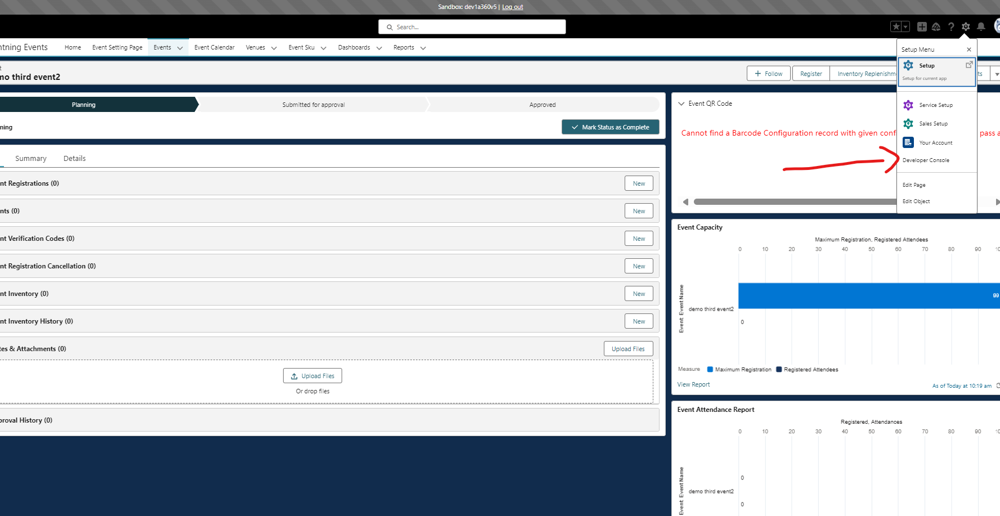 Sandbox: dev1a360v5 | Log out
Search...
ntning Events Home Event Setting Page Events Event Calendar Venues Event Sku Dashboards Reports
Setup Menu
Setup
Setup for current app
Service Setup
Sales Setup
Your Account
Developer Console
Edit Page
Edit Object
t
no third event2
Follow Register Inventory Replenishm ts
Planning Submitted for approval Approved
ning
Mark Status as Complete
Summary Details
nt Registrations (0) New
nts (0) New
nt Verification Codes (0) New
nt Registration Cancellation (0) New
nt Inventory (0) New
nt Inventory History (0) New
tes & Attachments (0) Upload Files
Upload Files
Or drop files
proval History (0)
Event QR Code
Cannot find a Barcode Configuration record with given conf pass a
Event Capacity
Maximum Registration, Registered Attendees
0 10 20 30 40 50 60 70 80 90 10
Event Event Name
99
demo third event2
0
Measure Maximum Registration Registered Attendees
View Report
As of Today at 10:19 am
Event Attendance Report
Registered, Attendances
0 10 20 30 40 50 60 70 80 90 10
Event Event Name
0
demo third event2
0